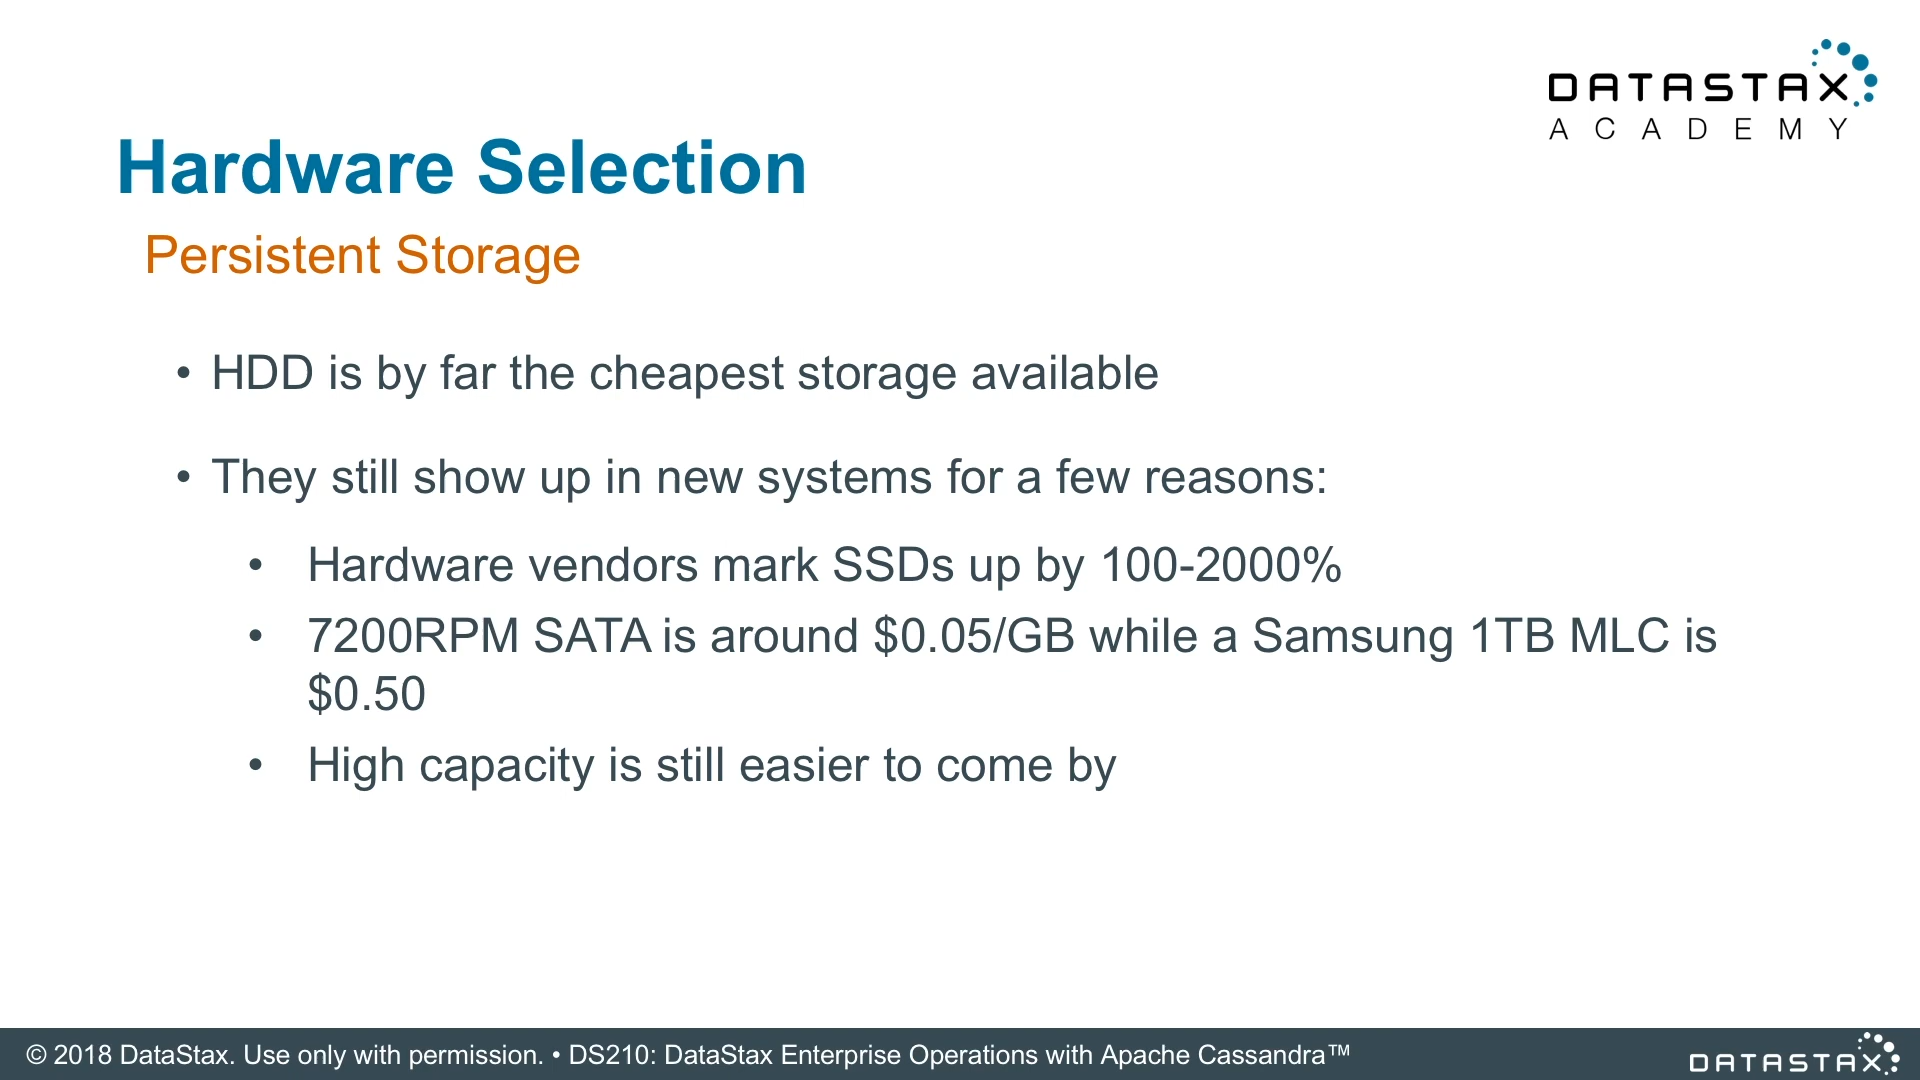 DATASTAX
ACADEMY
Hardware Selection
Persistent Storage
• HDD is by far the cheapest storage available
• They still show up in new systems for a few reasons:
• Hardware vendors mark SSDs up by 100-2000%
• 7200RPM SATA is around $0.05/GB while a Samsung 1TB MLC is
$0.50
• High capacity is still easier to come by
© 2018 DataStax. Use only with permission. • DS210: DataStax Enterprise Operations with Apache Cassandra™
DATASTAX